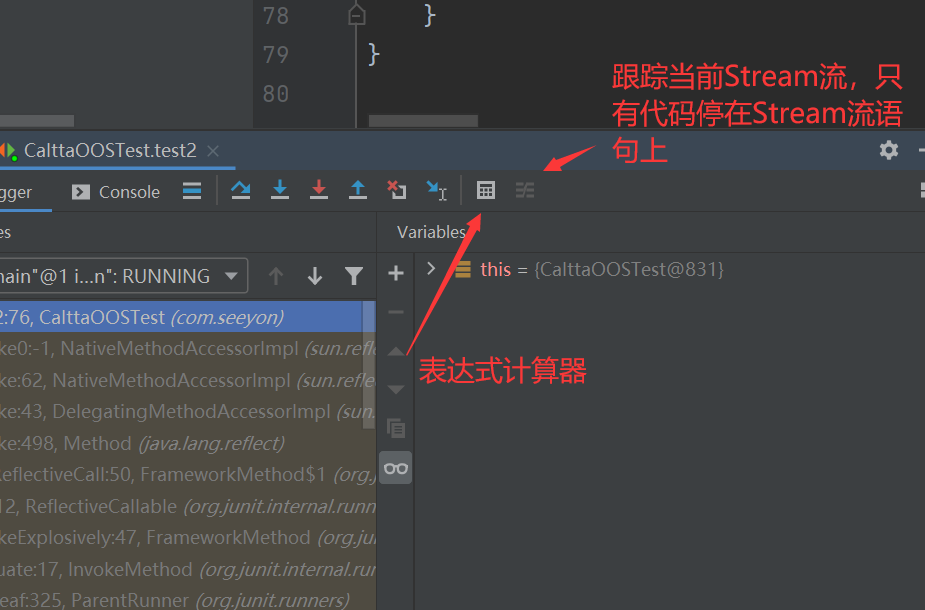 78 }
79 }
80
跟踪当前Stream流，只
有代码停在Stream流语
句上
CalttaOOSTest.test2
gger Console
es Variables
nain"@1 i...n": RUNNING
this = {CalttaOOSTest@831}
2:76, CalttaOOSTest (com.seeyon)
ke0:-1, NativeMethodAccessorImpl (sun.refle
表达式计算器
ke:62, NativeMethodAccessorImpl (sun.refle
ke:43, DelegatingMethodAccessorImpl (sun.
ke:498, Method (java.lang.reflect)
.eflectiveCall:50, FrameworkMethod$1 (org.j
12, ReflectiveCallable (org.junit.internal.runn
keExplosively:47, FrameworkMethod (org.ju
uate:17, InvokeMethod (org.junit.internal.rur
eaf:325, ParentRunner (org.junit.runners)